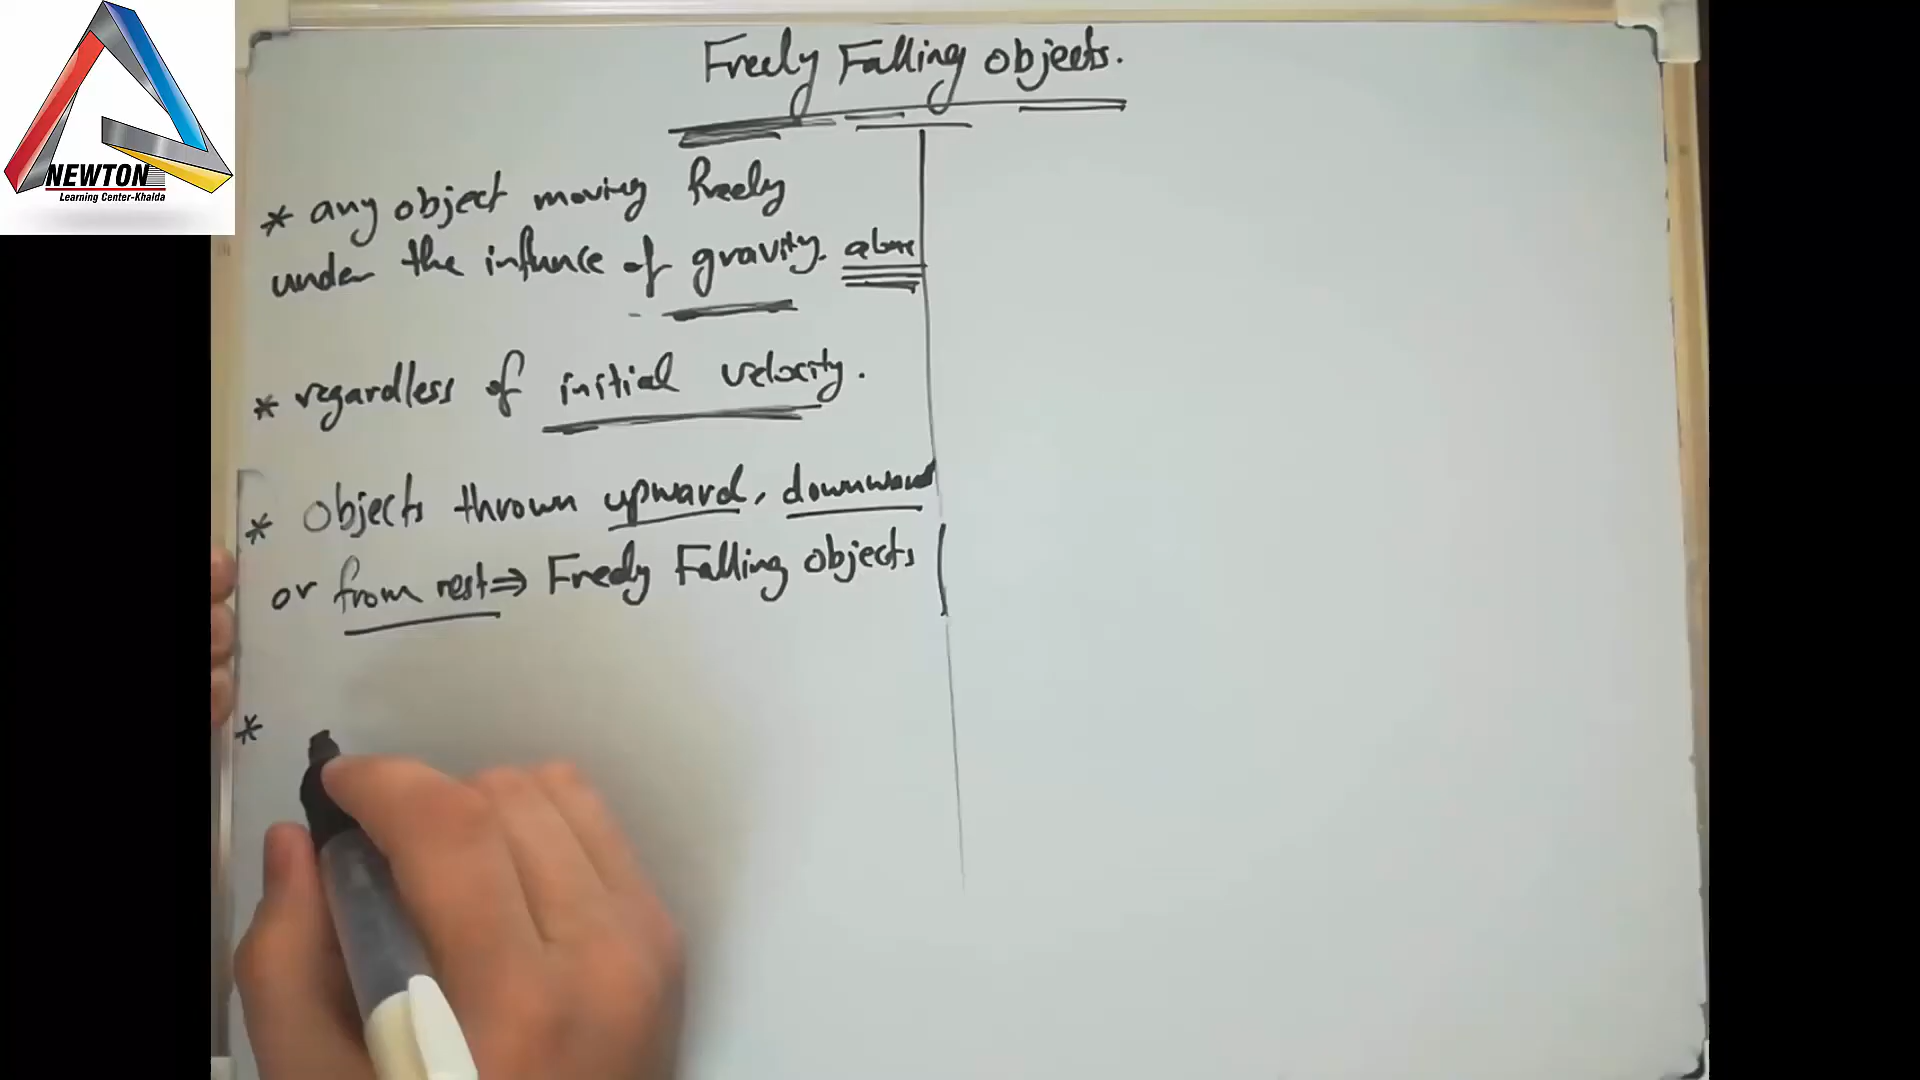 NEWTON
Learning Center-Khalda
Freely Falling objects.
* any object moving freely
under the influnce of gravity. alone
* regardless of initial velocity.
* Objects thrown upward, downward
or from rest ⇒ Freely Falling objects
*